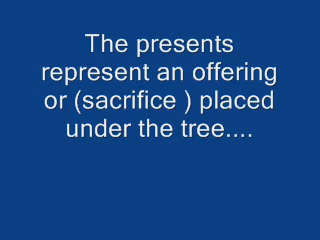 The presents
represent an offering
or (sacrifice ) placed
under the tree....